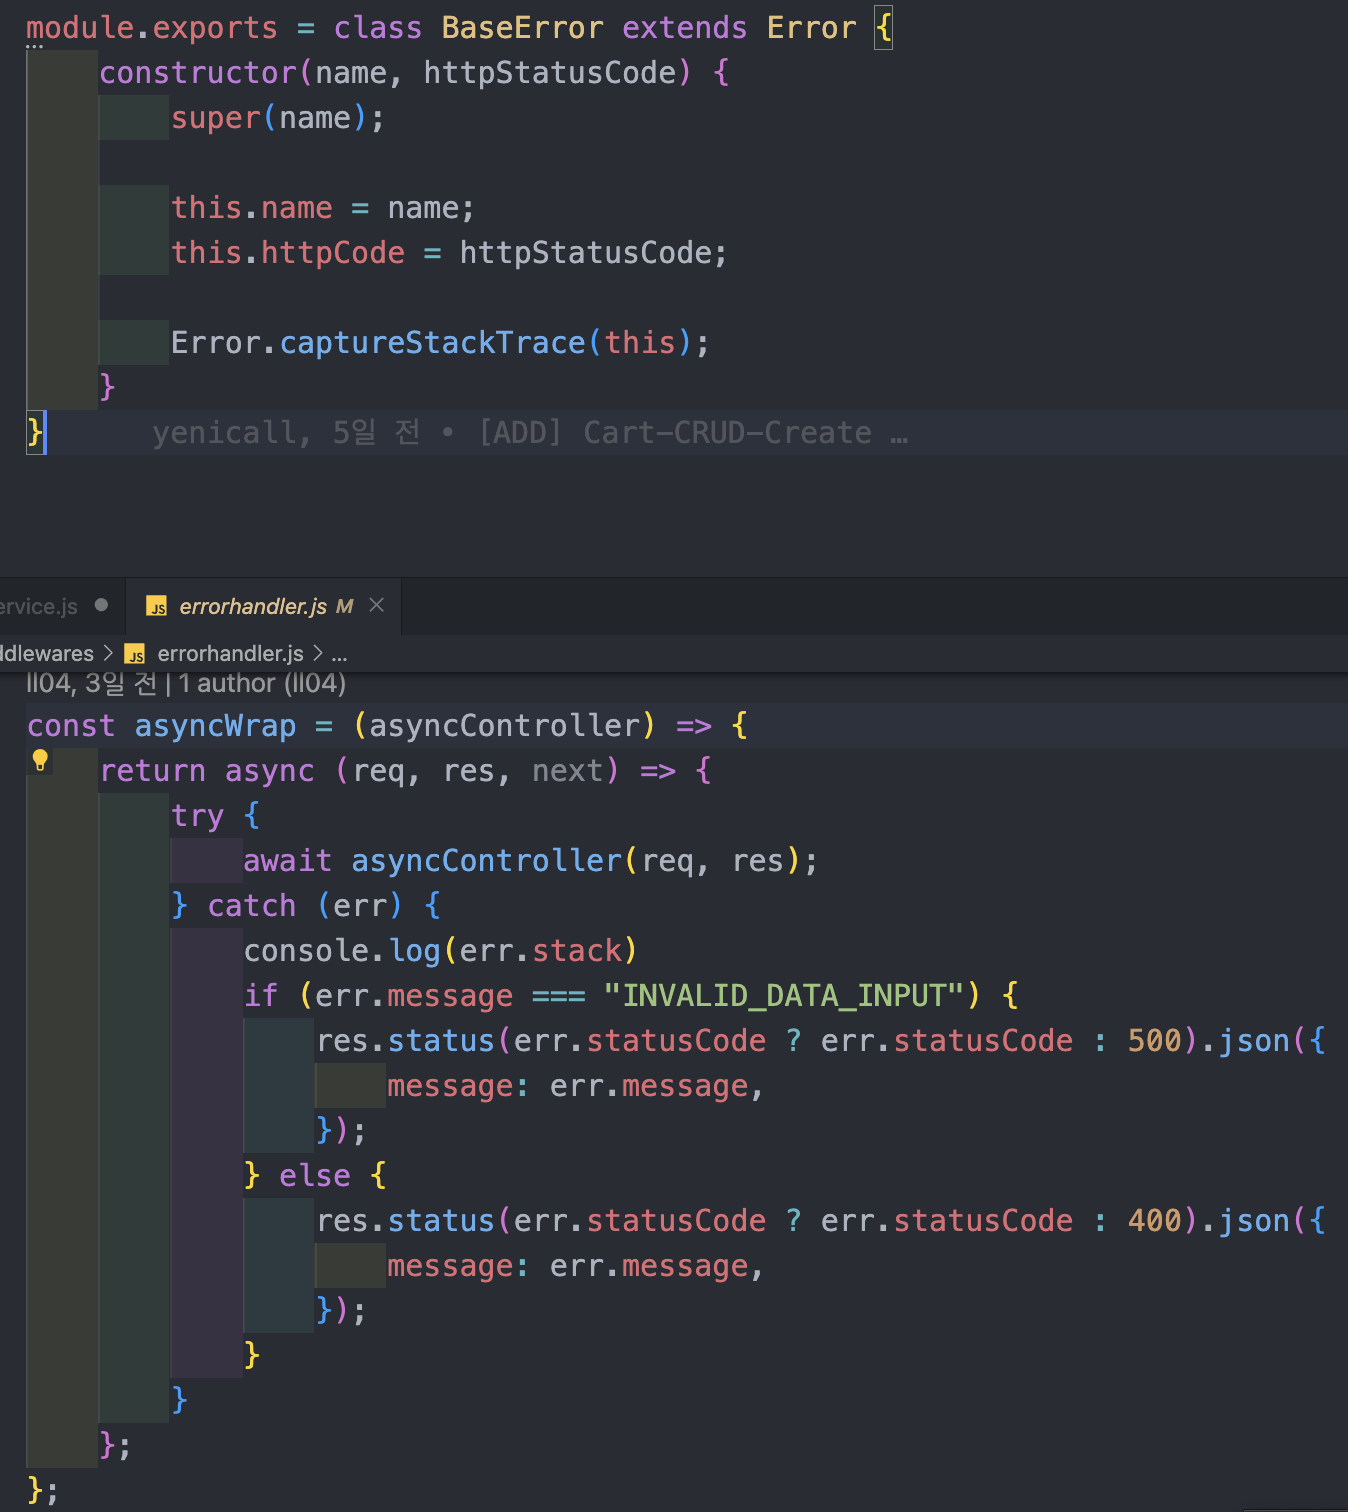 module.exports = class BaseError extends Error {
    constructor(name, httpStatusCode) {
        super(name);

        this.name = name;
        this.httpCode = httpStatusCode;

        Error.captureStackTrace(this);
    }
}      yenicall, 5일 전 • [ADD] Cart-CRUD-Create …
ervice.js ● JS errorhandler.js M ×
ddlewares > JS errorhandler.js > ...
ll04, 3일 전 | 1 author (ll04)
const asyncWrap = (asyncController) => {
    return async (req, res, next) => {
        try {
            await asyncController(req, res);
        } catch (err) {
            console.log(err.stack)
            if (err.message === "INVALID_DATA_INPUT") {
                res.status(err.statusCode ? err.statusCode : 500).json({
                    message: err.message,
                });
            } else {
                res.status(err.statusCode ? err.statusCode : 400).json({
                    message: err.message,
                });
            }
        }
    };
};